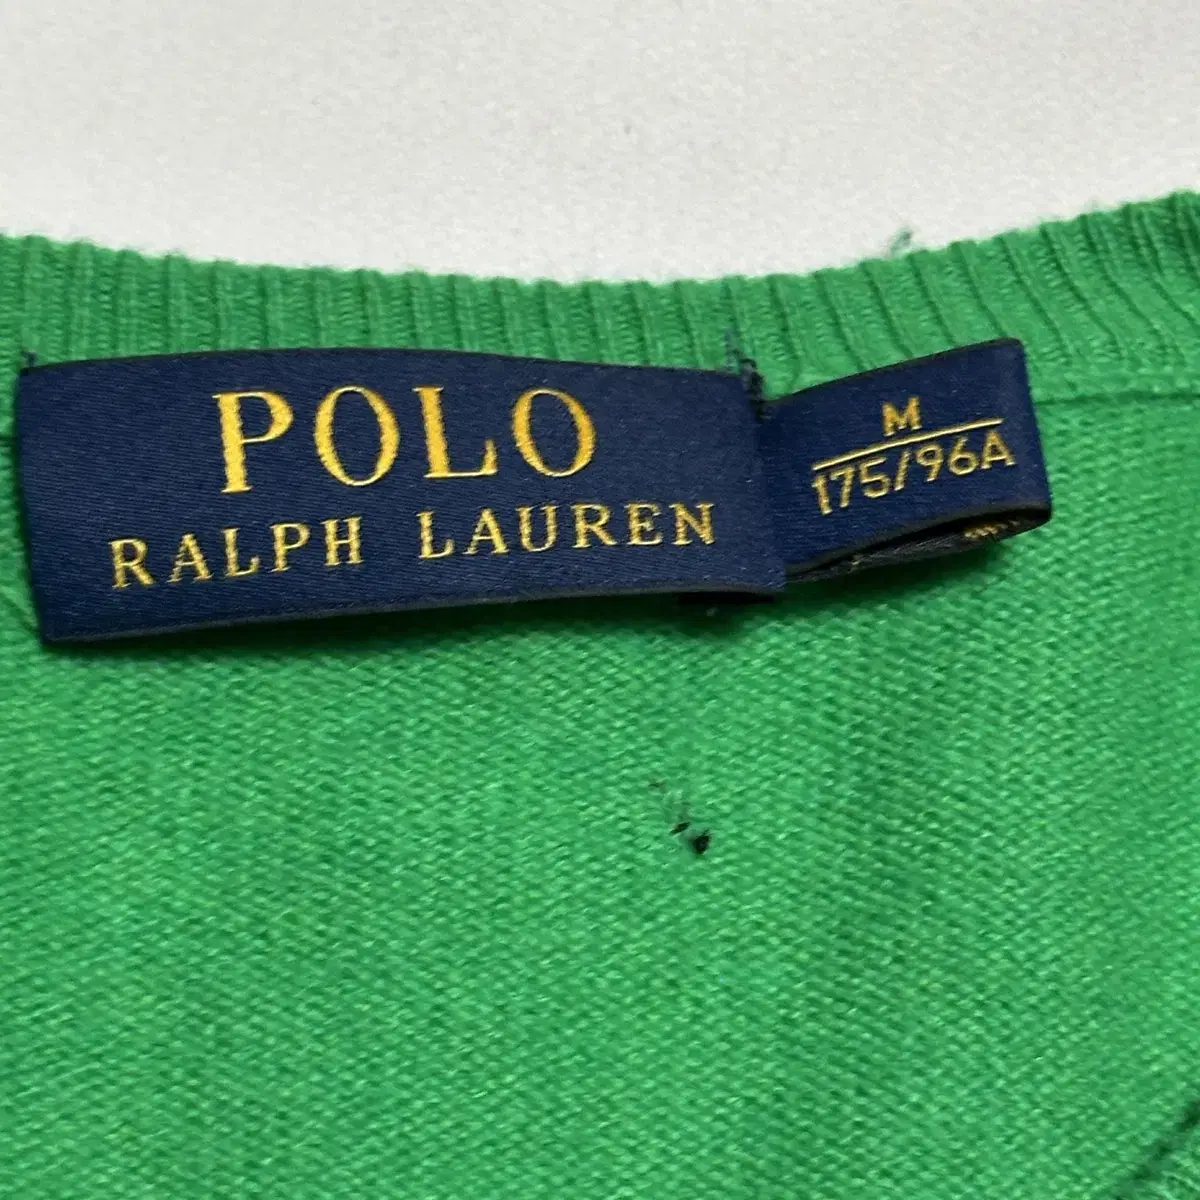 POLO
RALPH LAUREN
M
175/96A